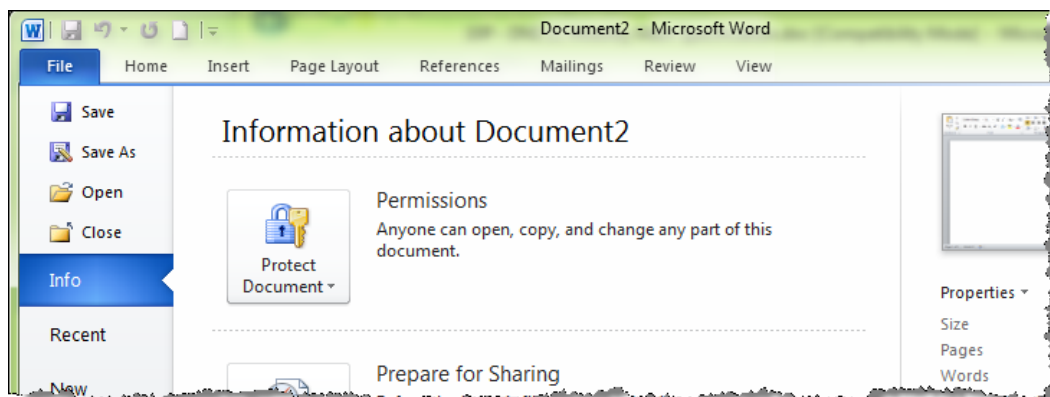 Document2 - Microsoft Word
File Home Insert Page Layout References Mailings Review View
Save
Save As
Open
Close
Info
Recent
New
Information about Document2
Protect
Document
Permissions
Anyone can open, copy, and change any part of this
document.
Prepare for Sharing
Properties
Size
Pages
Words